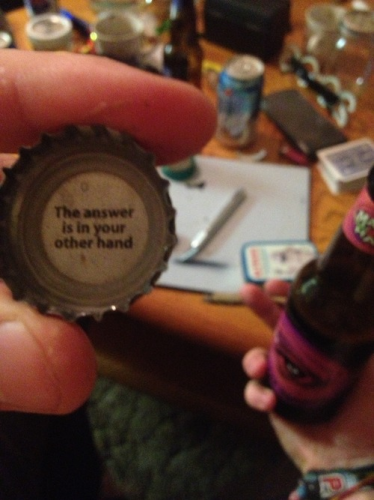 The answer
is in your
other hand